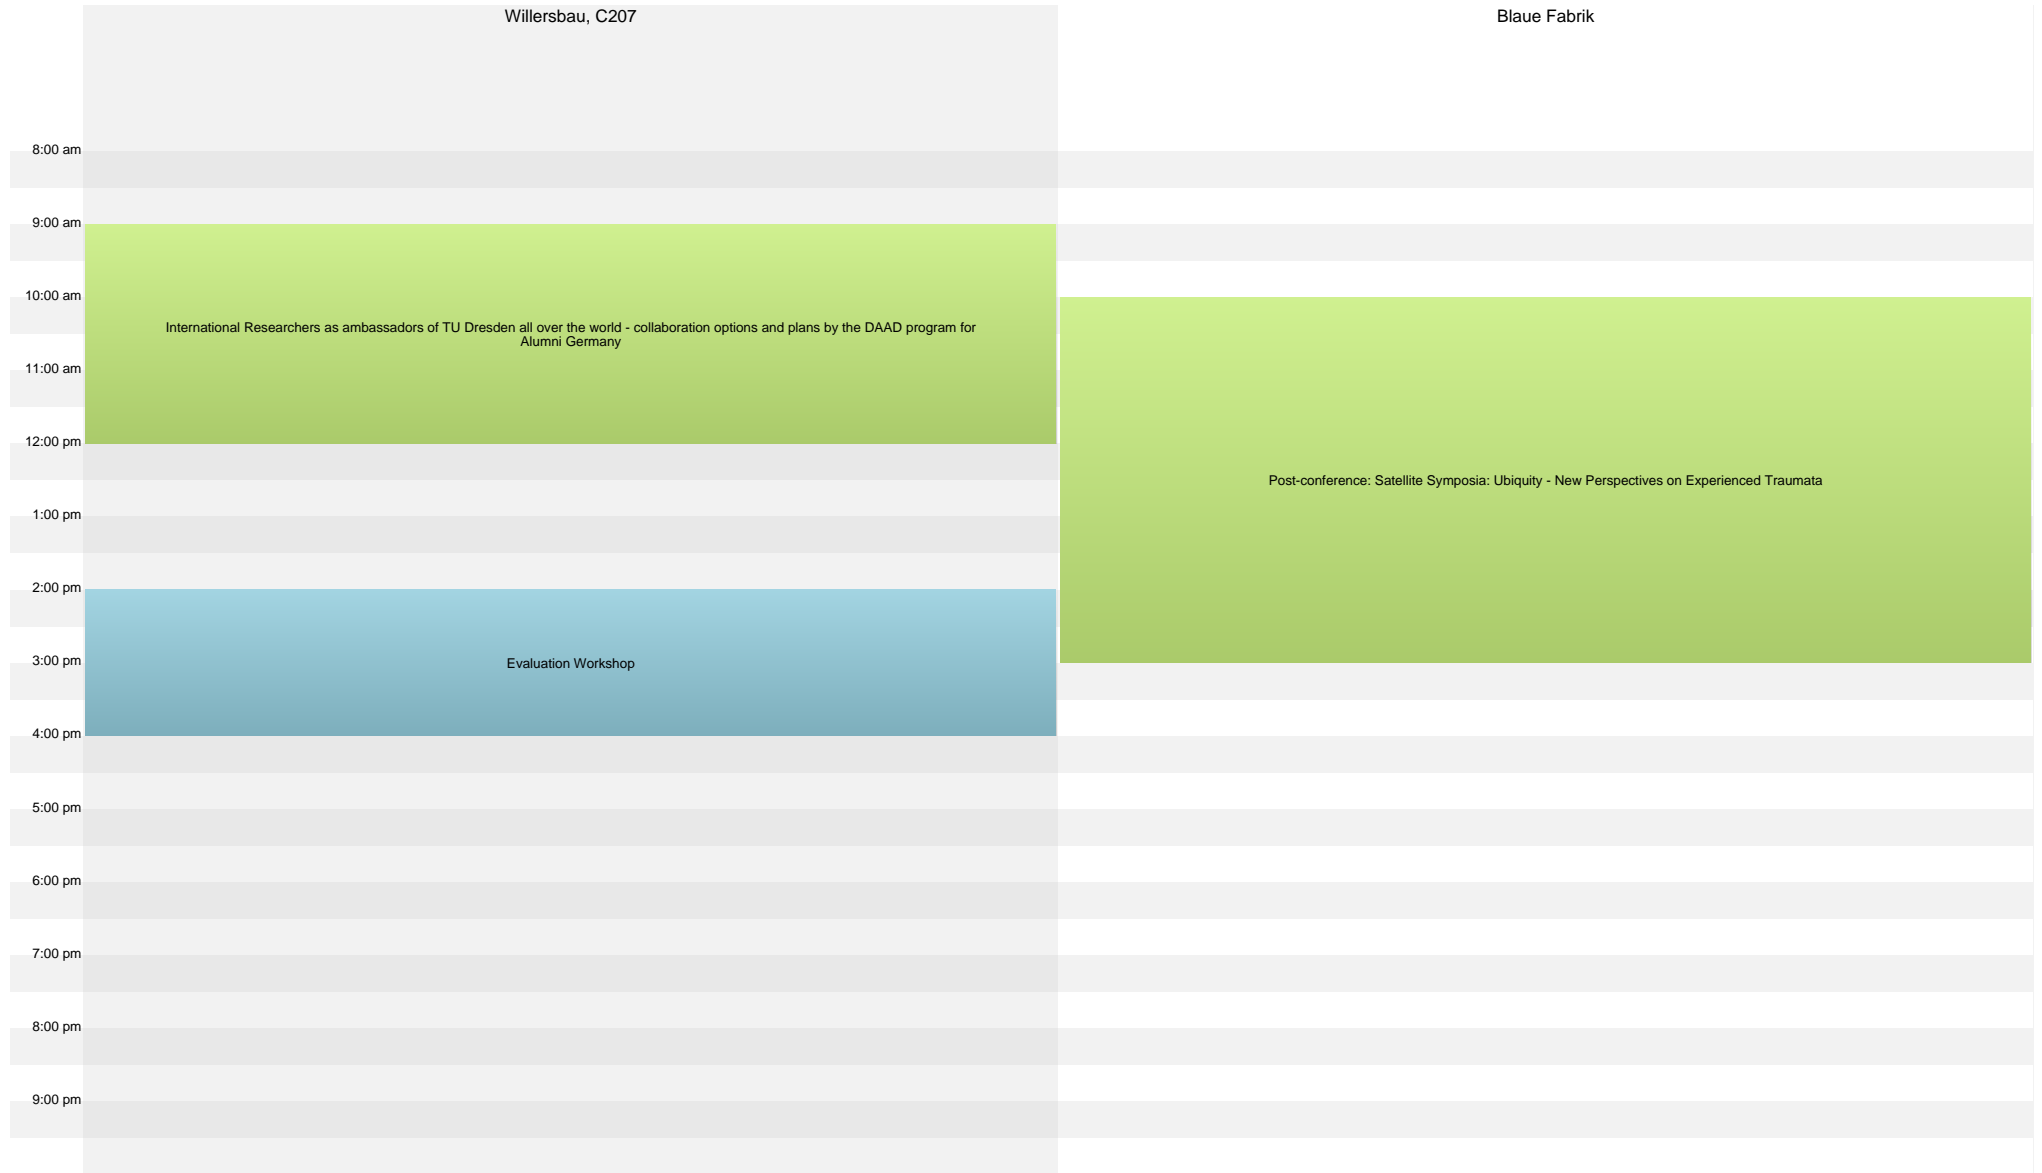 Willersbau, C207
Blaue Fabrik
8:00 am
9:00 am
10:00 am
International Researchers as ambassadors of TU Dresden all over the world - collaboration options and plans by the DAAD program for
Alumni Germany
11:00 am
12:00 pm
Post-conference: Satellite Symposia: Ubiquity - New Perspectives on Experienced Traumata
1:00 pm
2:00 pm
3:00 pm
Evaluation Workshop
4:00 pm
5:00 pm
6:00 pm
7:00 pm
8:00 pm
9:00 pm